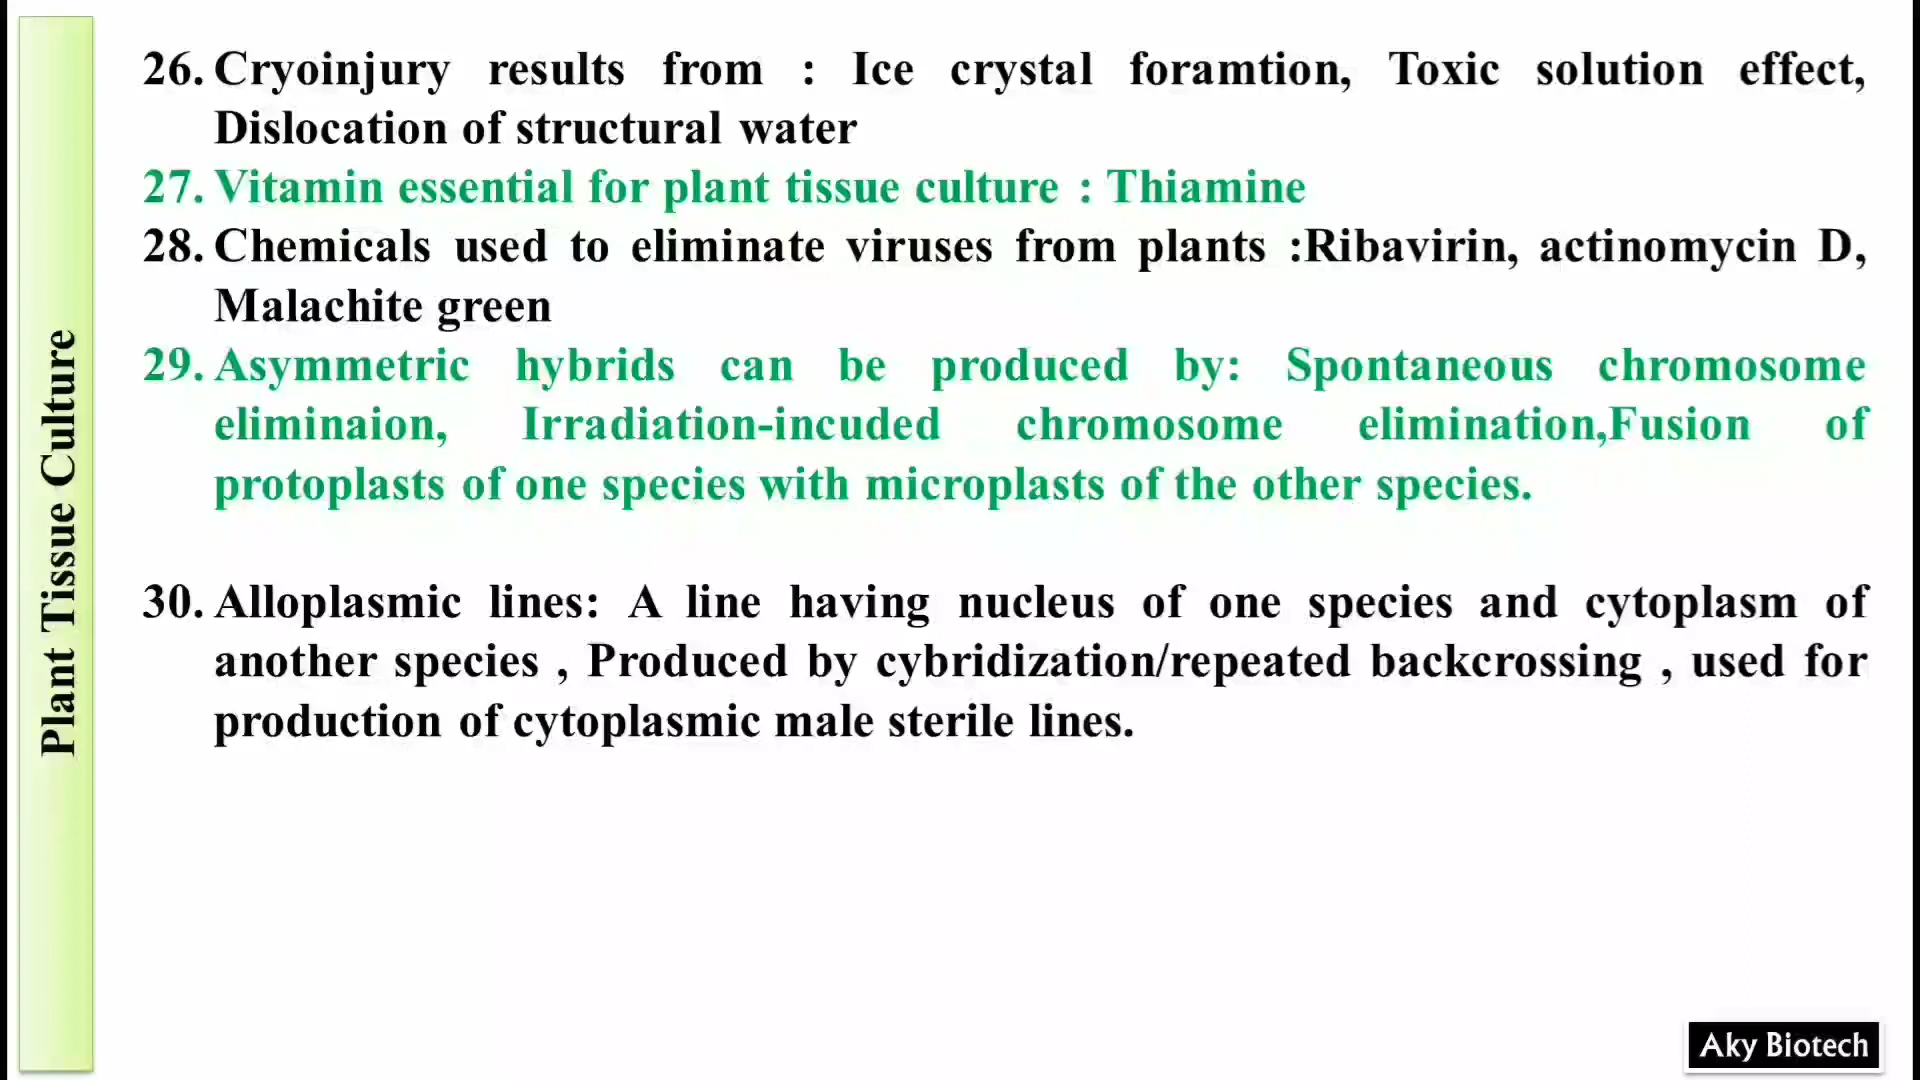 Plant Tissue Culture
26. Cryoinjury results from : Ice crystal foramtion, Toxic solution effect,
Dislocation of structural water
27. Vitamin essential for plant tissue culture : Thiamine
28. Chemicals used to eliminate viruses from plants :Ribavirin, actinomycin D,
Malachite green
29. Asymmetric hybrids can be produced by: Spontaneous chromosome
eliminaion, Irradiation-incuded chromosome elimination,Fusion of
protoplasts of one species with microplasts of the other species.
30. Alloplasmic lines: A line having nucleus of one species and cytoplasm of
another species , Produced by cybridization/repeated backcrossing , used for
production of cytoplasmic male sterile lines.
Aky Biotech